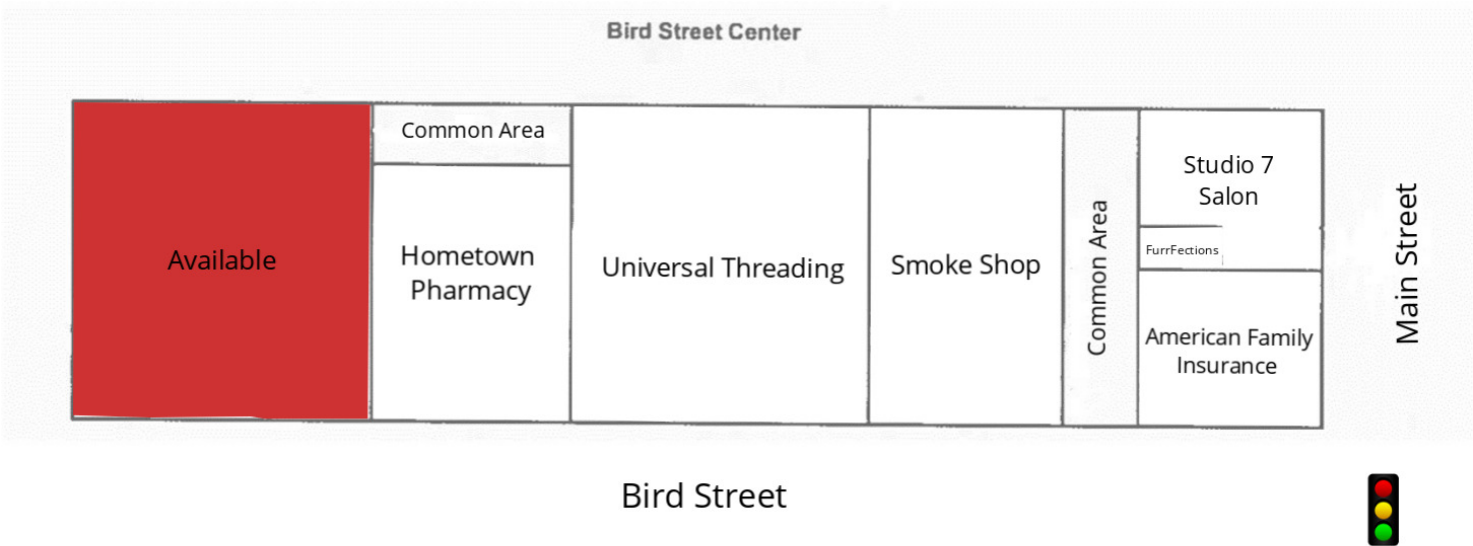 Bird Street Center
Available
Common Area
Hometown
Pharmacy
Universal Threading
Smoke Shop
Common Area
Studio 7
Salon
FurrFections
American Family
Insurance
Main Street
Bird Street